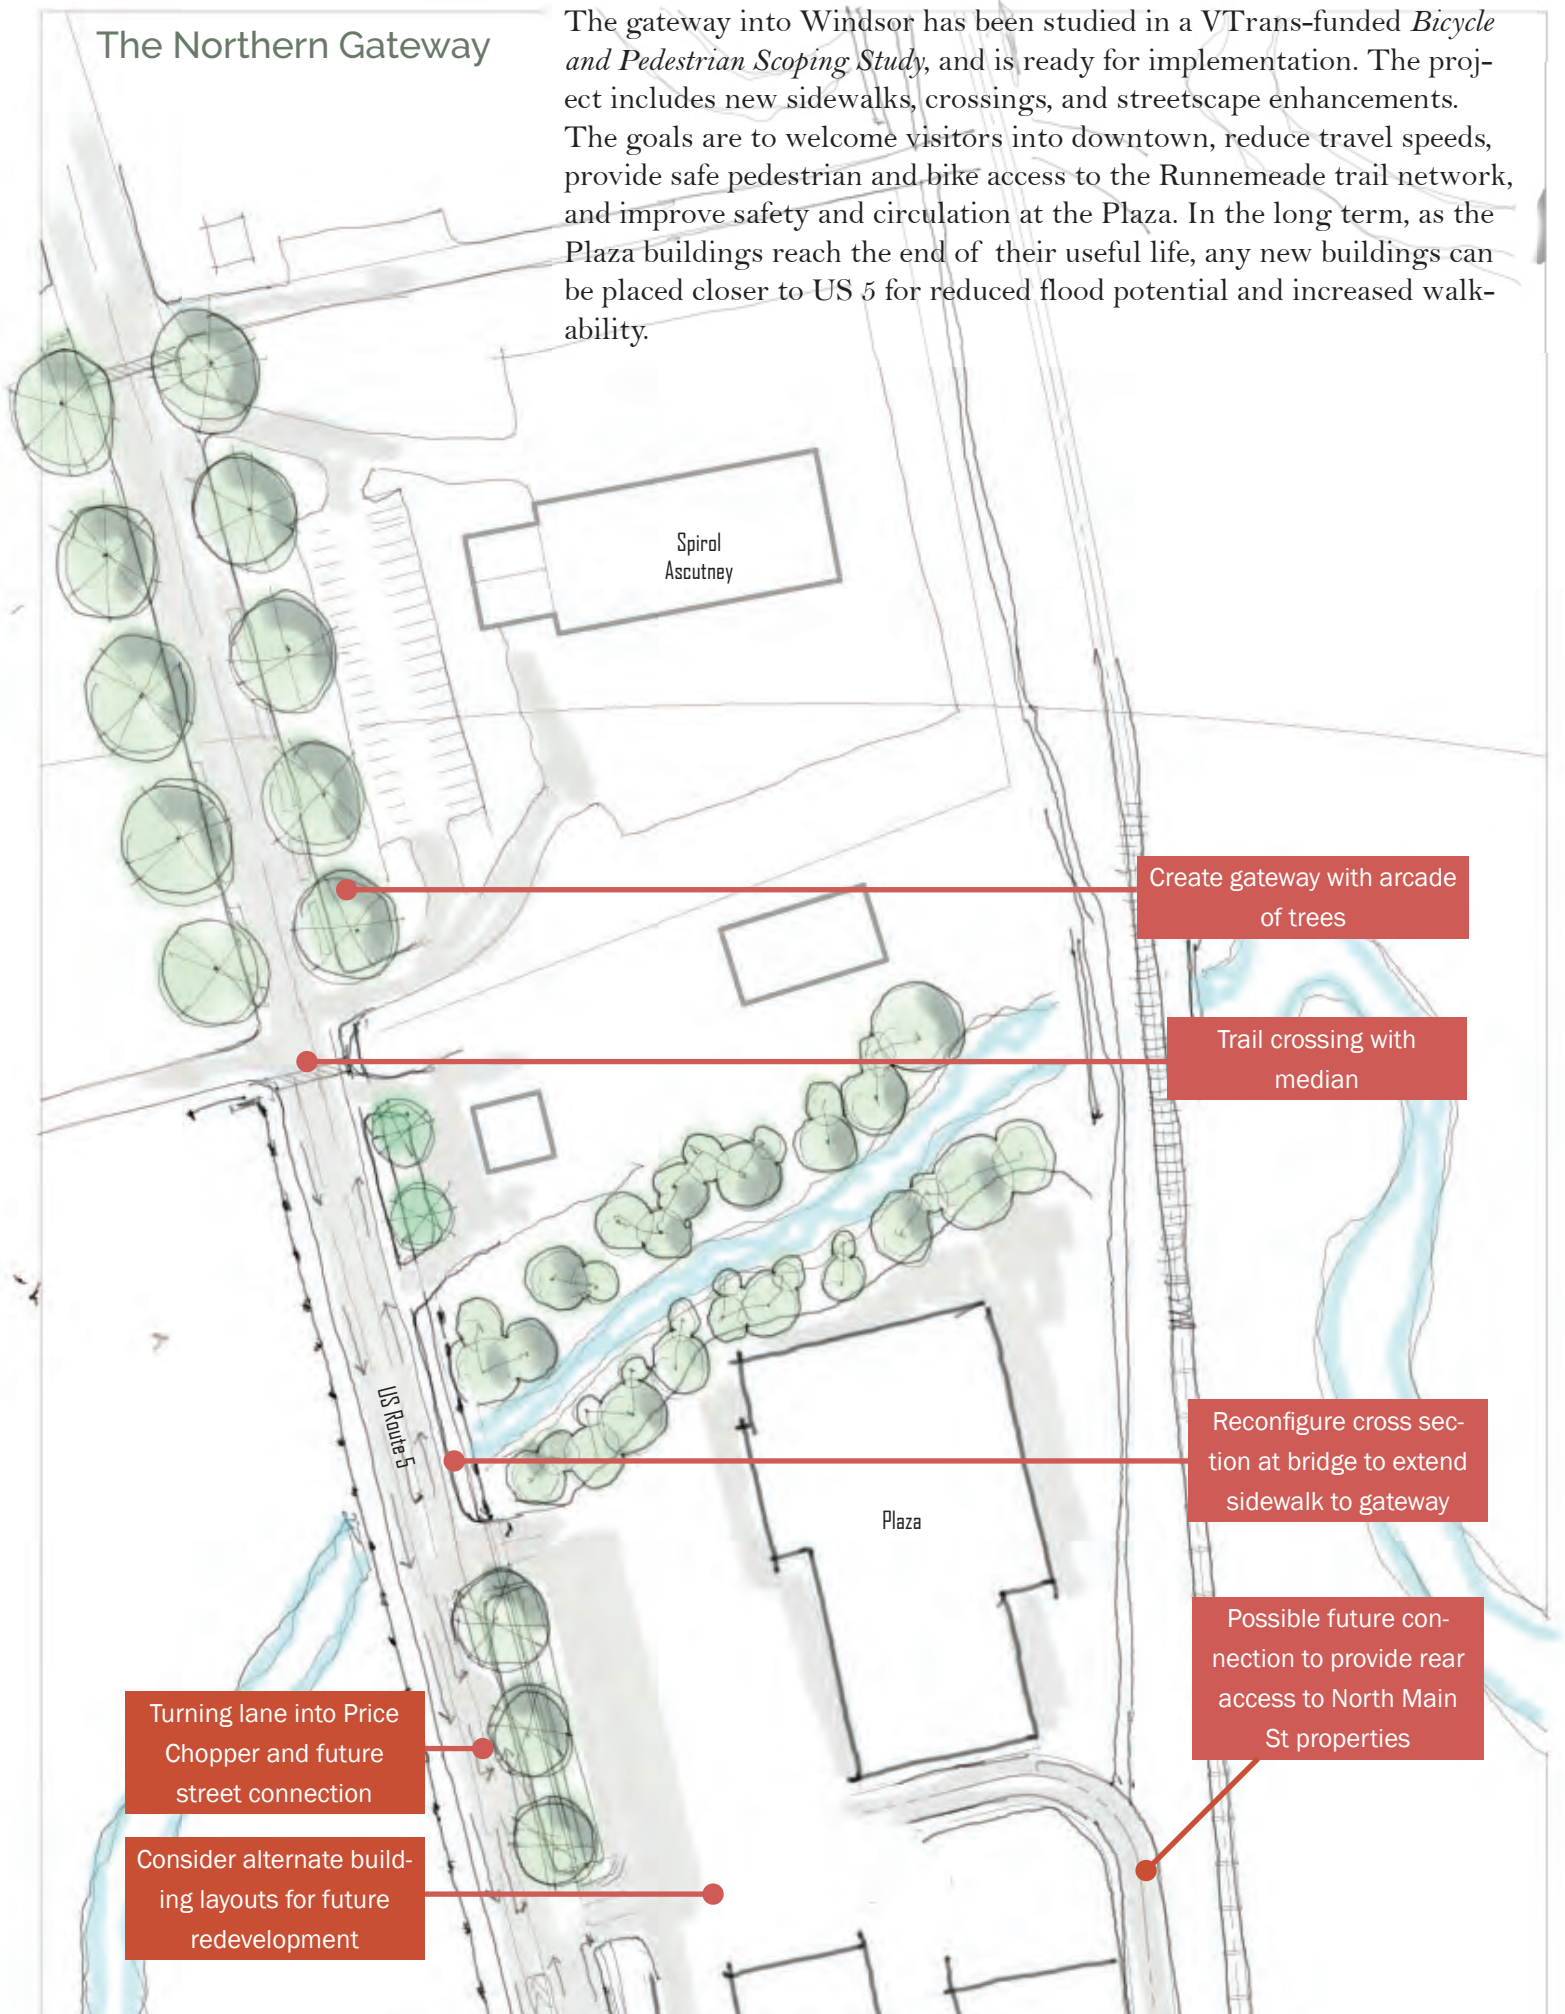 The Northern Gateway
The gateway into Windsor has been studied in a VTrans-funded Bicycle
and Pedestrian Scoping Study, and is ready for implementation. The proj-
ect includes new sidewalks, crossings, and streetscape enhancements.
The goals are to welcome visitors into downtown, reduce travel speeds,
provide safe pedestrian and bike access to the Runnemeade trail network,
and improve safety and circulation at the Plaza. In the long term, as the
Plaza buildings reach the end of their useful life, any new buildings can
be placed closer to US 5 for reduced flood potential and increased walk-
ability.
Spirol
Ascutney
Create gateway with arcade
of trees
Trail crossing with
median
US Route 5
Reconfigure cross sec-
tion at bridge to extend
sidewalk to gateway
Plaza
Possible future con-
nection to provide rear
access to North Main
St properties
Turning lane into Price
Chopper and future
street connection
Consider alternate build-
ing layouts for future
redevelopment